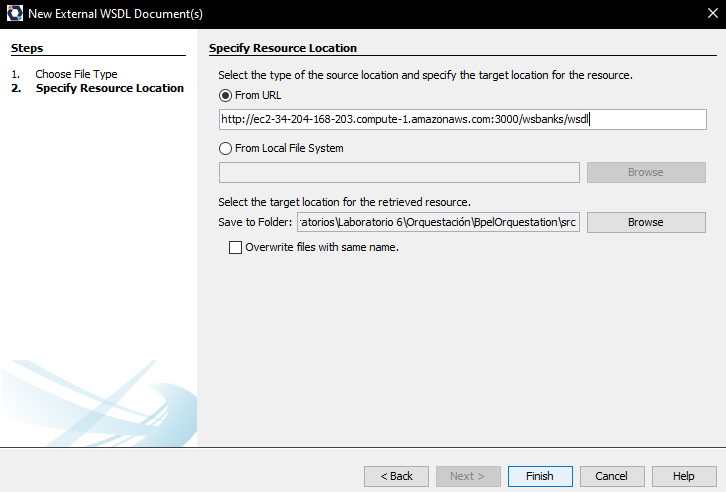 New External WSDL Document(s)
Steps
1. Choose File Type
2. Specify Resource Location
Specify Resource Location
Select the type of the source location and specify the target location for the resource.
From URL
http://ec2-34-204-168-203.compute-1.amazonaws.com:3000/wsbanks/wsdl
From Local File System
Browse
Select the target location for the retrieved resource.
Save to Folder: ratorios\Laboratorio 6\Orquestación\BpelOrquestation\src Browse
Overwrite files with same name.
< Back Next > Finish Cancel Help